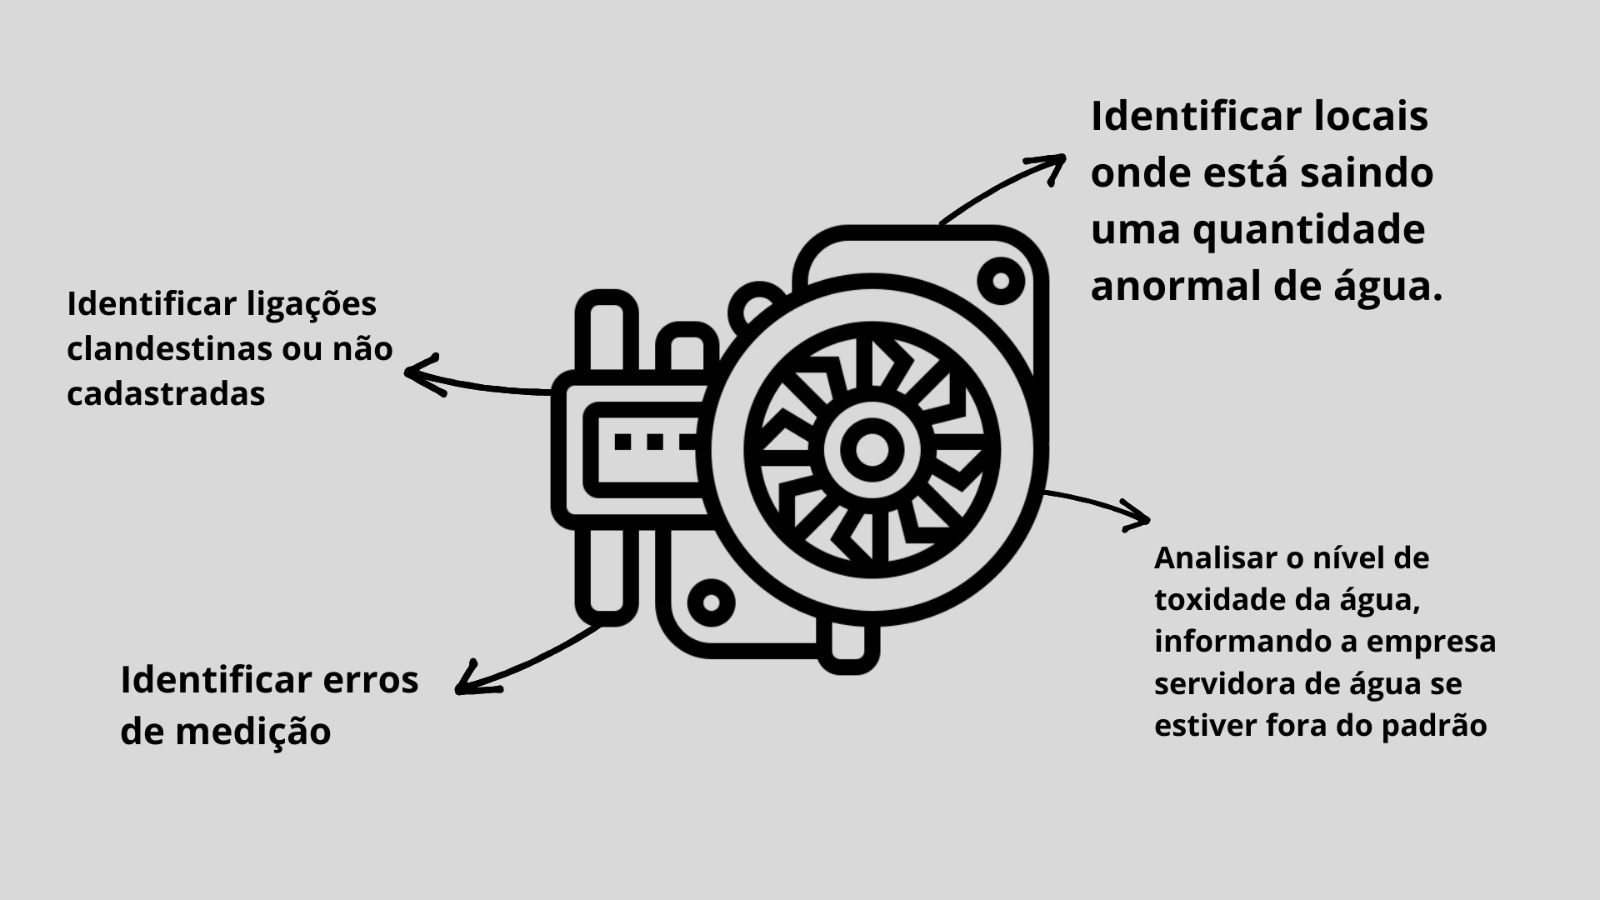 Identificar locais
onde está saindo
uma quantidade
anormal de água.
Identificar ligações
clandestinas ou não
cadastradas
Analisar o nível de
toxidade da água,
informando a empresa
servidora de água se
estiver fora do padrão
Identificar erros
de medição